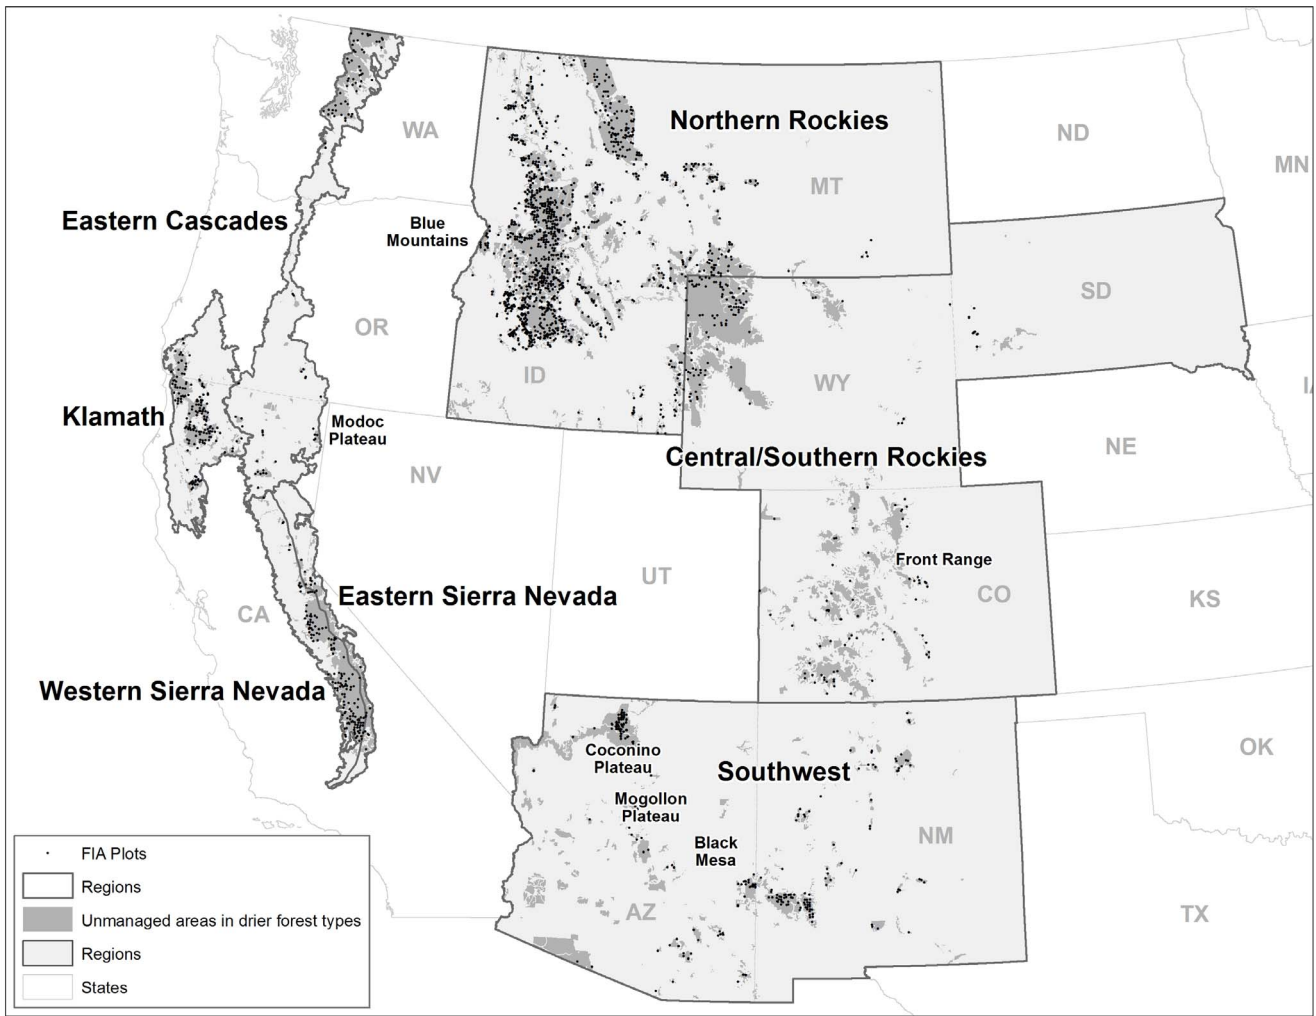 WA
Northern Rockies
ND
MN
MT
Eastern Cascades
Blue
Mountains
SD
OR
ID
WY
Klamath
Modoc
Plateau
NE
Central/Southern Rockies
NV
Front Range
UT
CO
KS
Eastern Sierra Nevada
CA
Western Sierra Nevada
Coconino
Plateau
Southwest
OK
Mogollon
Plateau
Black
Mesa
NM
AZ
TX
FIA Plots
Regions
Unmanaged areas in drier forest types
Regions
States